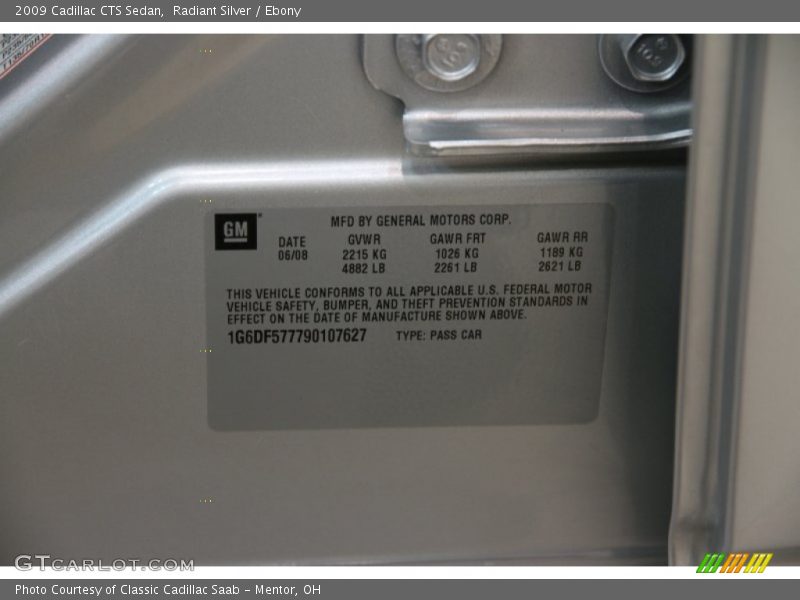 2009 Cadillac CTS Sedan,  Radiant Silver / Ebony
GM
MFD BY GENERAL MOTORS CORP.
DATE GVWR GAWR FRT GAWR RR
06/08 2215 KG 1026 KG 1189 KG
4882 LB 2261 LB 2621 LB
THIS VEHICLE CONFORMS TO ALL APPLICABLE U.S. FEDERAL MOTOR
VEHICLE SAFETY, BUMPER, AND THEFT PREVENTION STANDARDS IN
EFFECT ON THE DATE OF MANUFACTURE SHOWN ABOVE.
1G6DF577790107627 TYPE: PASS CAR
GTCARLOT.COM
Photo Courtesy of Classic Cadillac Saab - Mentor, OH